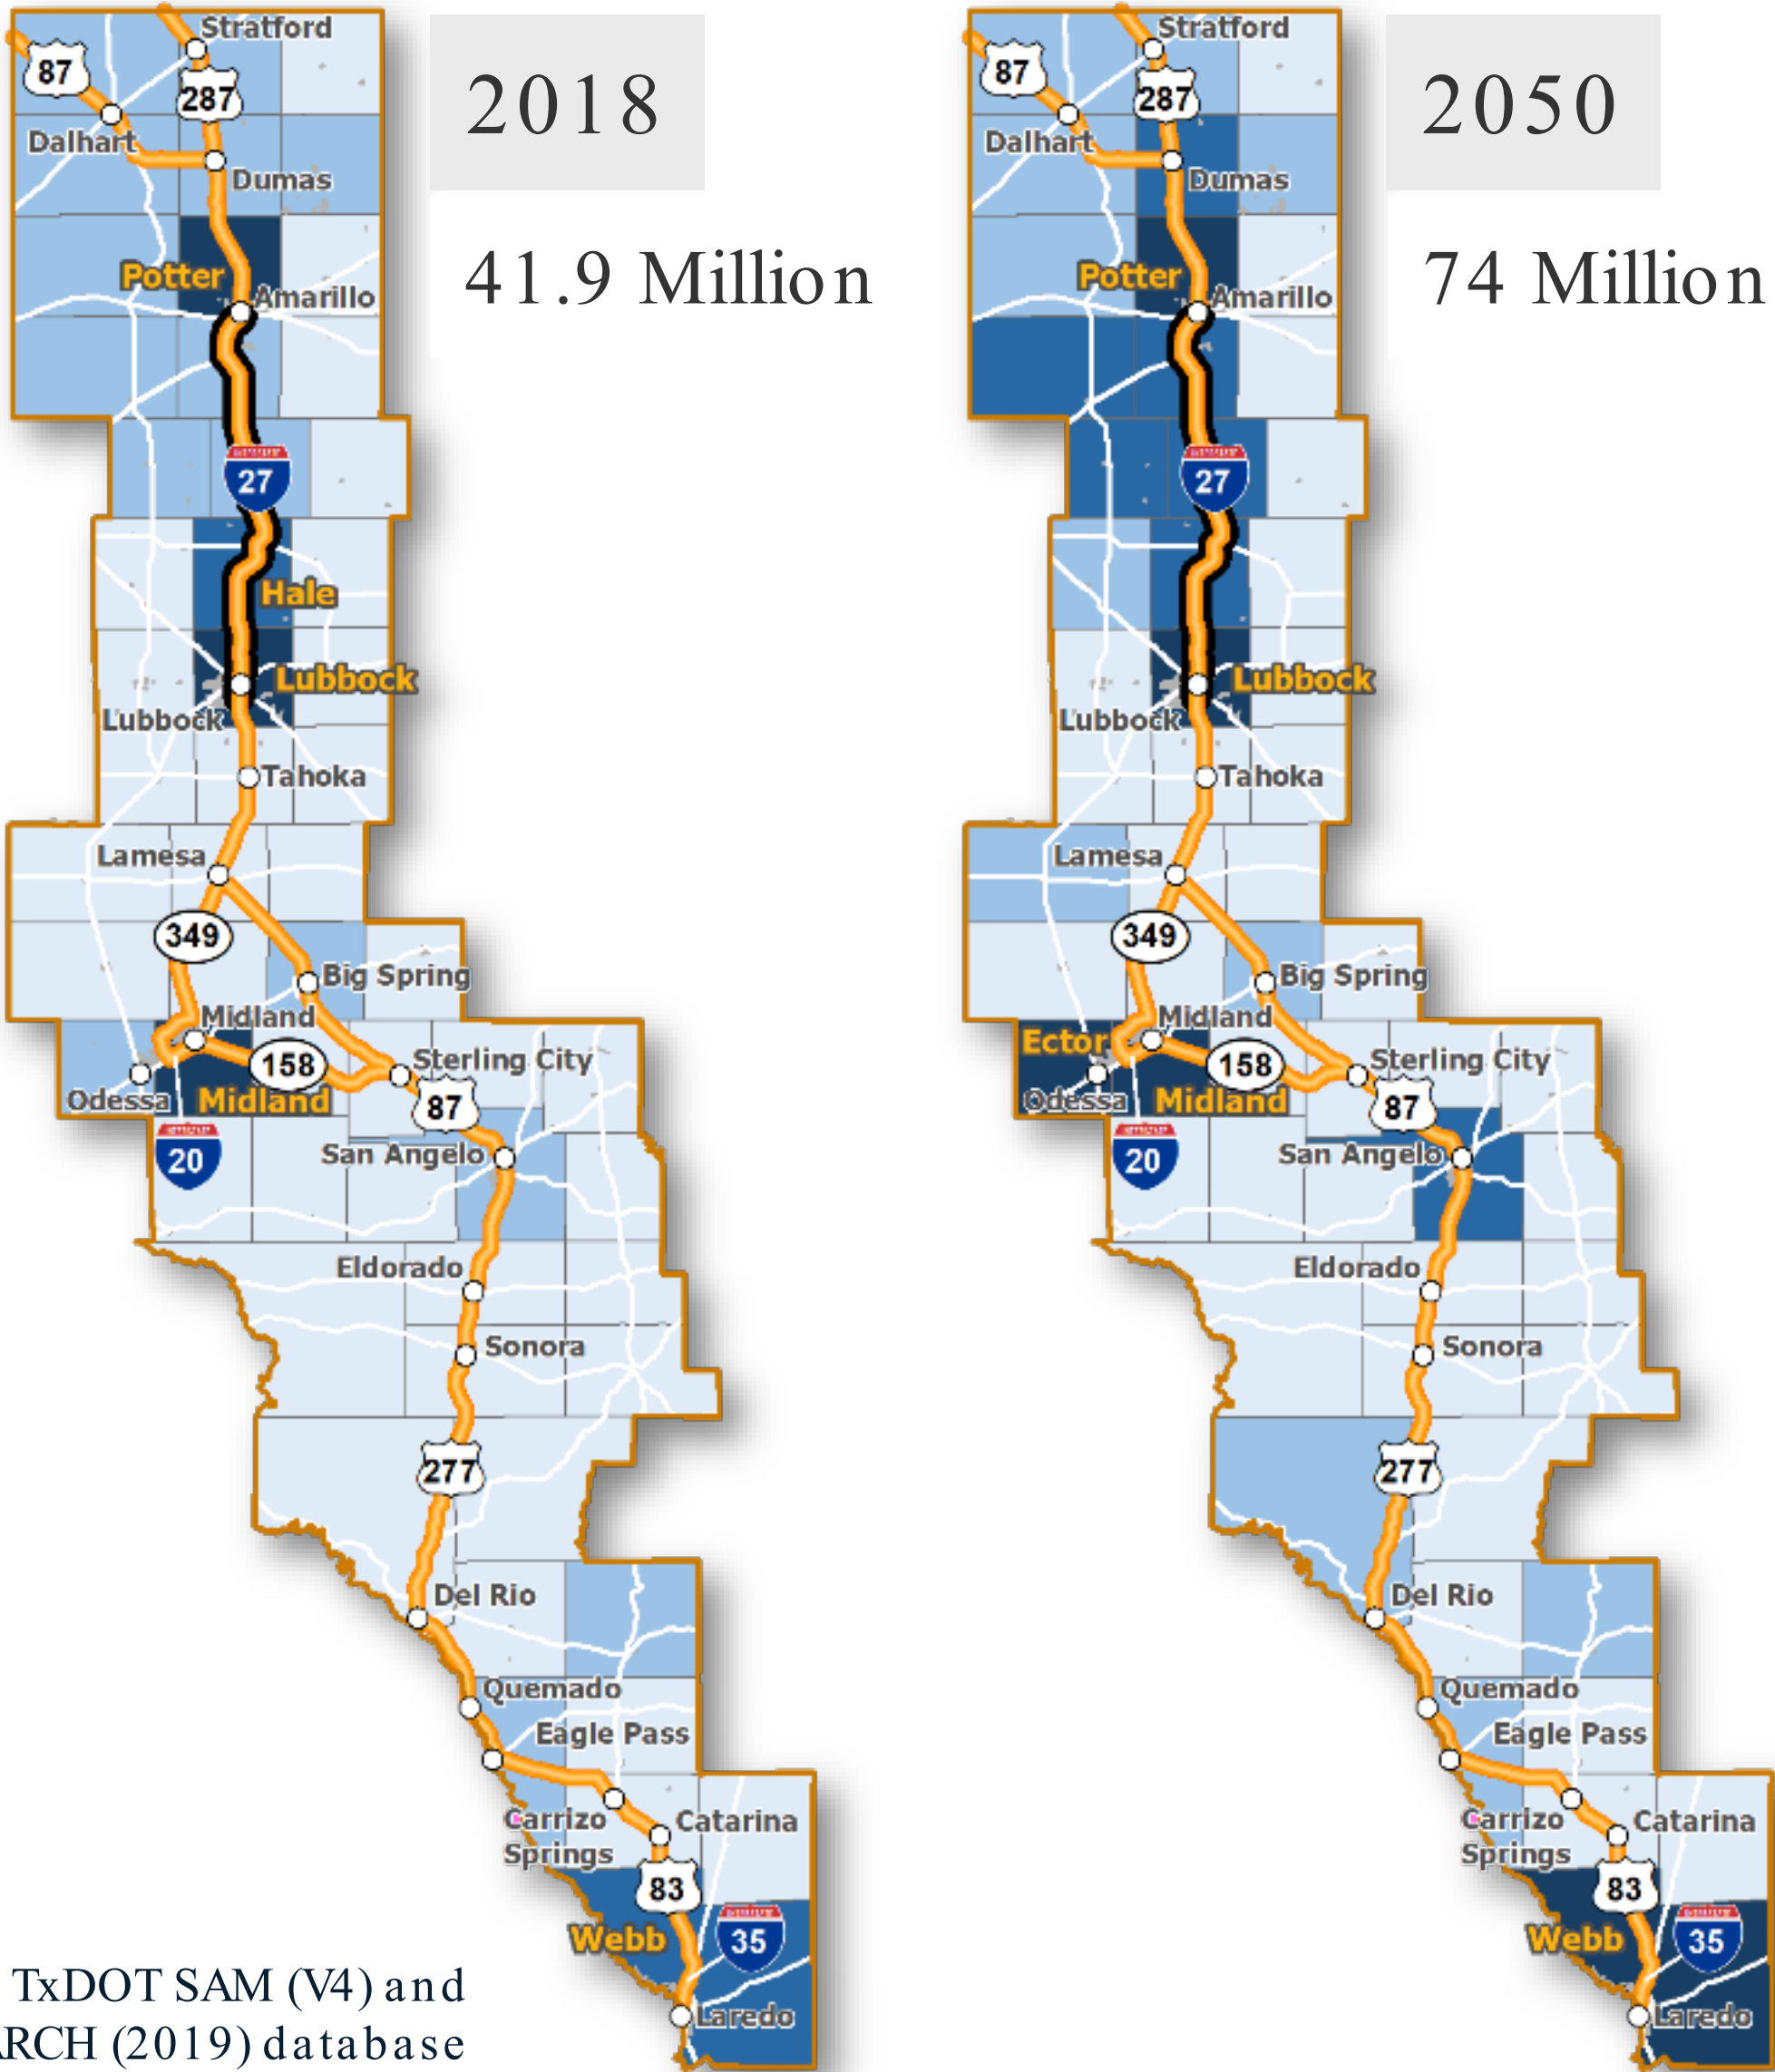 Stratford
87
287
Dalhart
Dumas
Potter
Amarillo
27
Hale
Lubbock
Lubbock
Tahoka
Lamesa
349
Big Spring
Midland
158
Sterling City
Odessa
Midland
87
20
San Angelo
Eldorado
Sonora
277
Del Rio
Quemado
Eagle Pass
Carrizo
Springs
Catarina
83
Webb
35
Laredo
2018
41.9 Million
Stratford
87
287
Dalhart
Dumas
Potter
Amarillo
27
Lubbock
Lubbock
Tahoka
Lamesa
349
Big Spring
Midland
Ector
158
Sterling City
Odessa
Midland
87
20
San Angelo
Eldorado
Sonora
277
Del Rio
Quemado
Eagle Pass
Carrizo
Springs
Catarina
83
Webb
35
Laredo
2050
74 Million
TxDOT SAM (V4) and
ARCH (2019) database